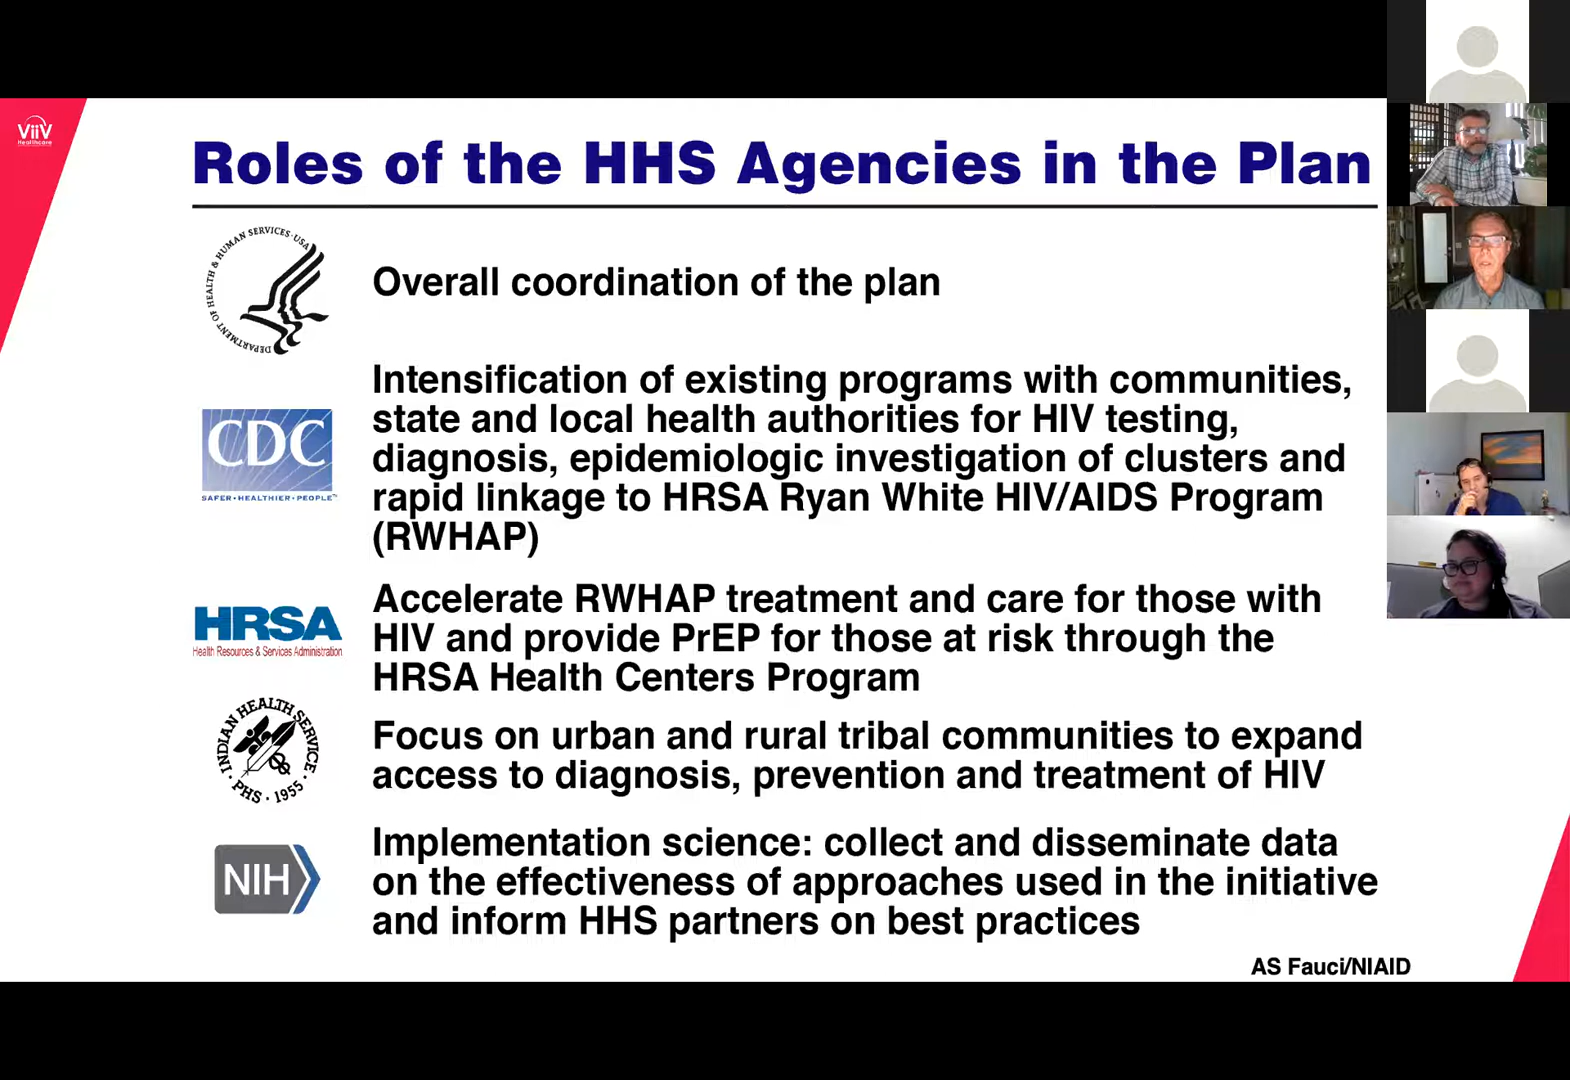 ViiV
Healthcare
Roles of the HHS Agencies in the Plan
DEPARTMENT OF HEALTH & HUMAN SERVICES·USA
Overall coordination of the plan
Intensification of existing programs with communities,
state and local health authorities for HIV testing,
diagnosis, epidemiologic investigation of clusters and
rapid linkage to HRSA Ryan White HIV/AIDS Program
(RWHAP)
CDC
SAFER·HEALTHIER·PEOPLE™
Accelerate RWHAP treatment and care for those with
HIV and provide PrEP for those at risk through the
HRSA Health Centers Program
HRSA
Health Resources & Services Administration
INDIAN HEALTH SERVICE
· PHS · 1955 ·
Focus on urban and rural tribal communities to expand
access to diagnosis, prevention and treatment of HIV
NIH
Implementation science: collect and disseminate data
on the effectiveness of approaches used in the initiative
and inform HHS partners on best practices
AS Fauci/NIAID